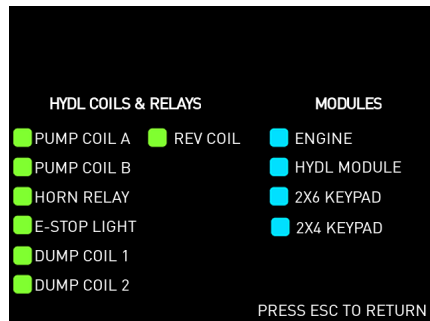 HYDL COILS & RELAYS
PUMP COIL A
REV COIL
PUMP COIL B
HORN RELAY
E-STOP LIGHT
DUMP COIL 1
DUMP COIL 2
MODULES
ENGINE
HYDL MODULE
2X6 KEYPAD
2X4 KEYPAD
PRESS ESC TO RETURN